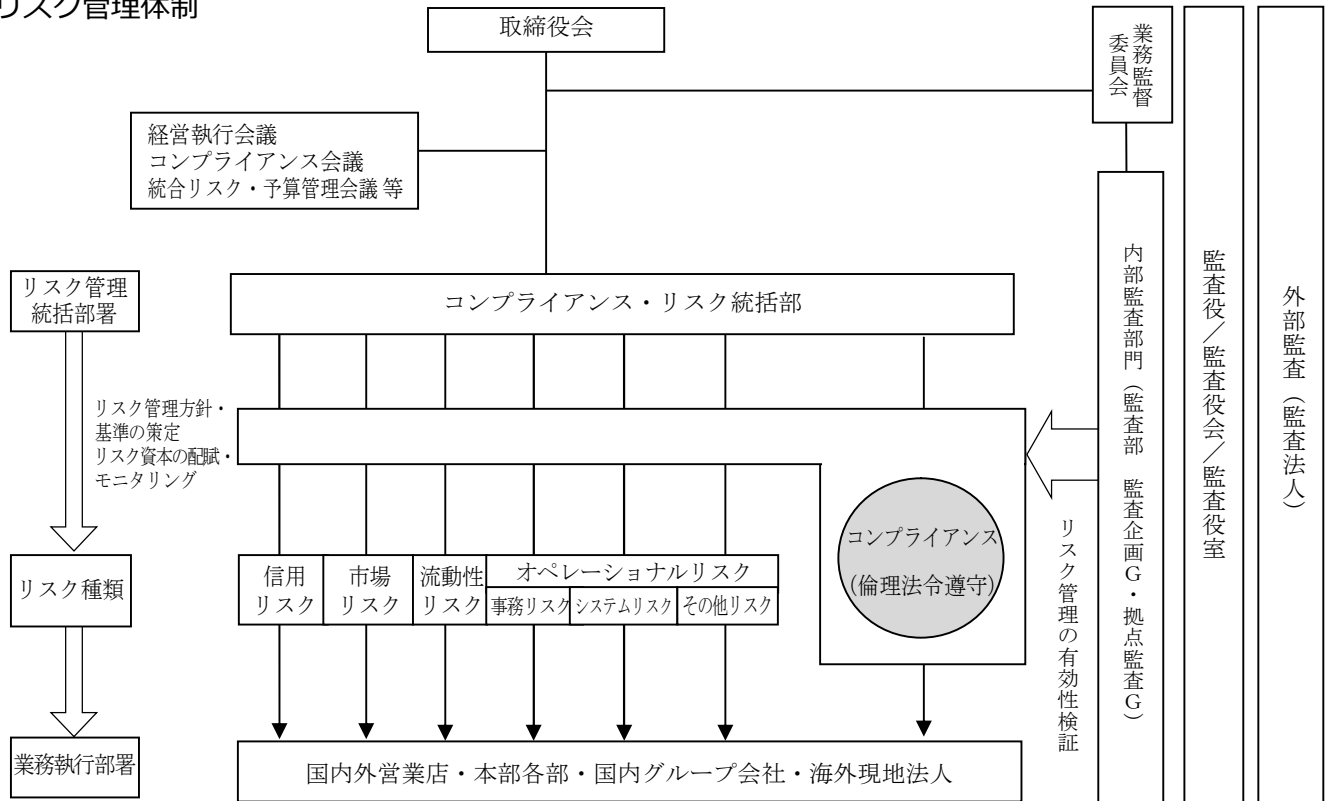 リスク管理体制
取締役会
業務監督
委員会
経営執行会議
コンプライアンス会議
統合リスク・予算管理会議 等
リスク管理
統括部署
コンプライアンス・リスク統括部
リスク管理方針・
基準の策定
リスク資本の配賦・
モニタリング
リスク種類
信用
リスク
市場
リスク
流動性
リスク
オペレーショナルリスク
事務リスク
システムリスク
その他リスク
コンプライアンス
(倫理法令遵守)
業務執行部署
国内外営業店・本部各部・国内グループ会社・海外現地法人
リスク管理の有効性検証
内部監査部門（監査部　監査企画G・拠点監査G）
監査役／監査役会／監査役室
外部監査（監査法人）